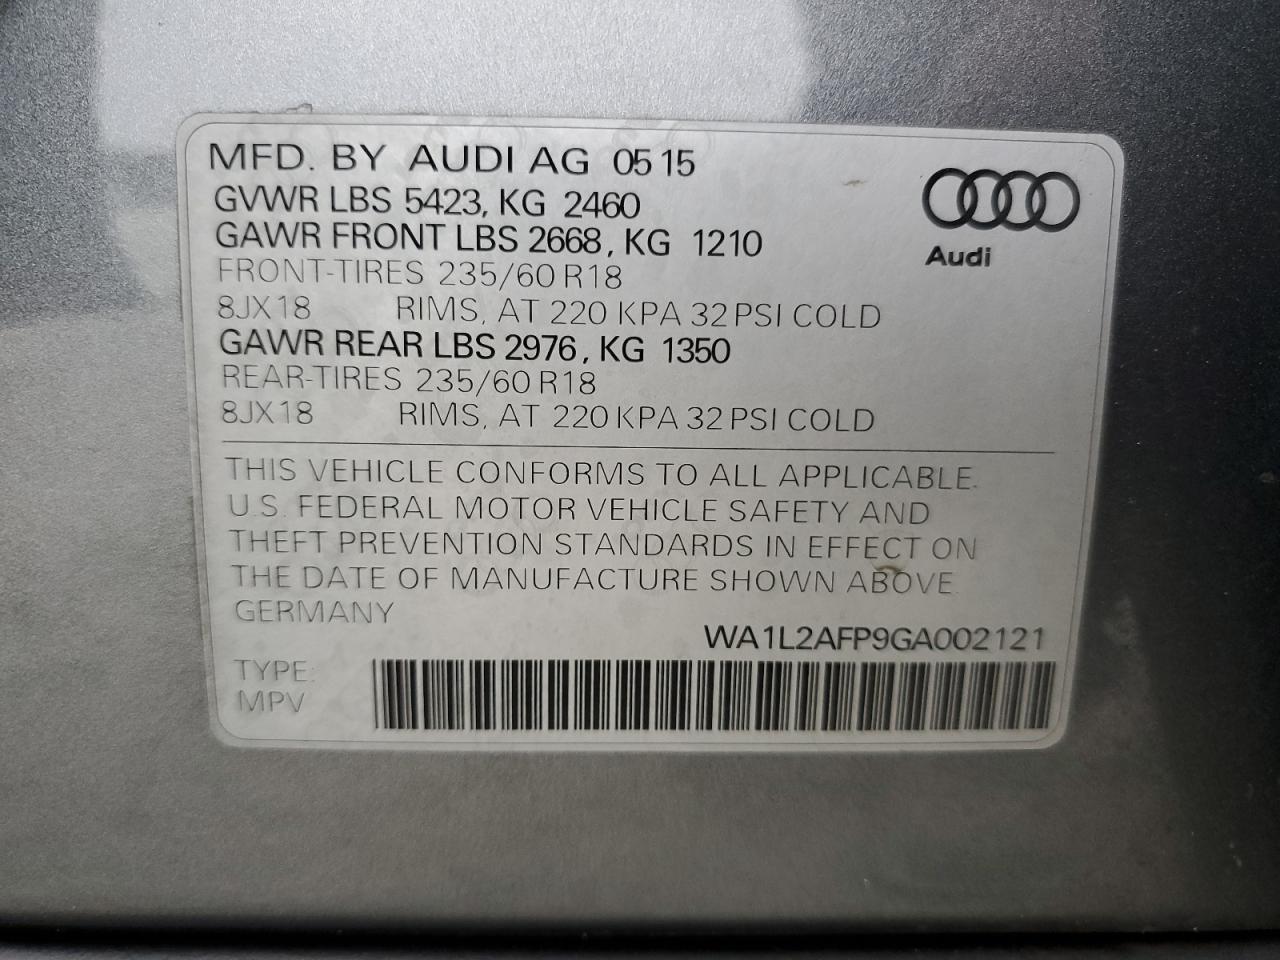 MFD. BY AUDI AG 05 15
GVWR LBS 5423, KG 2460
GAWR FRONT LBS 2668, KG 1210
FRONT-TIRES 235/60 R18
8JX18 RIMS, AT 220 KPA 32 PSI COLD
GAWR REAR LBS 2976, KG 1350
REAR-TIRES 235/60 R18
8JX18 RIMS, AT 220 KPA 32 PSI COLD
Audi
THIS VEHICLE CONFORMS TO ALL APPLICABLE
U.S. FEDERAL MOTOR VEHICLE SAFETY AND
THEFT PREVENTION STANDARDS IN EFFECT ON
THE DATE OF MANUFACTURE SHOWN ABOVE.
GERMANY
WA1L2AFP9GA002121
TYPE:
MPV